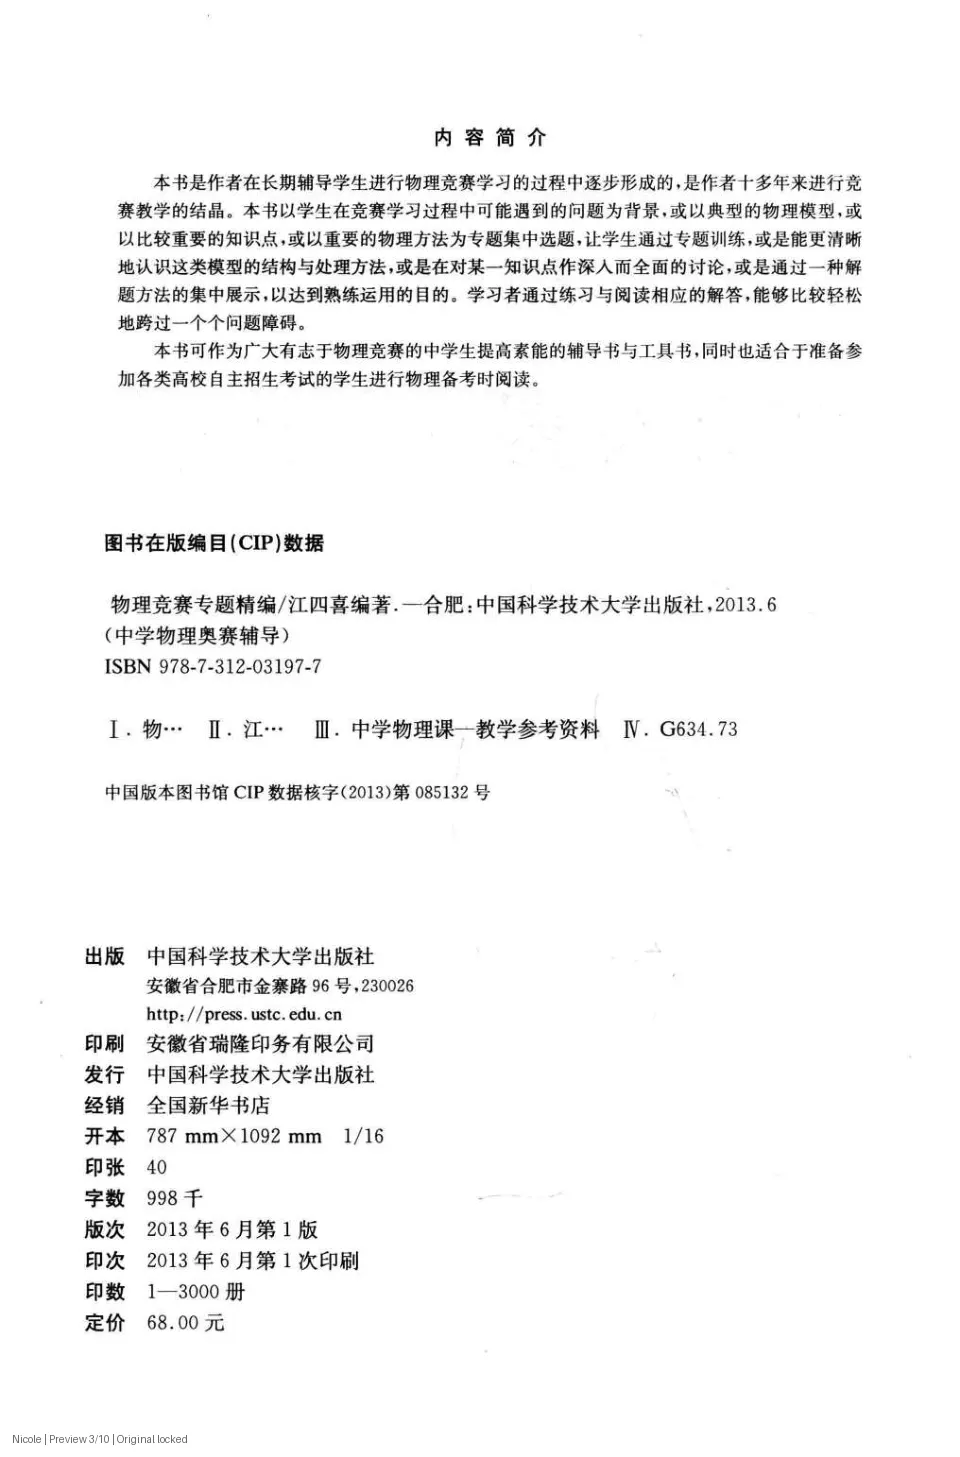 内 容 简 介
本书是作者在长期辅导学生进行物理竞赛学习的过程中逐步形成的,是作者十多年来进行竞
赛教学的结晶。本书以学生在竞赛学习过程中可能遇到的问题为背景,或以典型的物理模型,或
以比较重要的知识点,或以重要的物理方法为专题集中选题,让学生通过专题训练,或是能更清晰
地认识这类模型的结构与处理方法,或是在对某一知识点作深入而全面的讨论,或是通过一种解
题方法的集中展示,以达到熟练运用的目的。学习者通过练习与阅读相应的解答,能够比较轻松
地跨过一个个问题障碍。
本书可作为广大有志于物理竞赛的中学生提高素能的辅导书与工具书,同时也适合于准备参
加各类高校自主招生考试的学生进行物理备考时阅读。
图书在版编目(CIP)数据
物理竞赛专题精编/江四喜编著.—合肥:中国科学技术大学出版社,2013.6
(中学物理奥赛辅导)
ISBN 978-7-312-03197-7
Ⅰ.物… Ⅱ.江… Ⅲ.中学物理课—教学参考资料 Ⅳ.G634.73
中国版本图书馆 CIP 数据核字(2013)第 085132 号
出版 中国科学技术大学出版社
安徽省合肥市金寨路 96 号,230026
http://press.ustc.edu.cn
印刷 安徽省瑞隆印务有限公司
发行 中国科学技术大学出版社
经销 全国新华书店
开本 787 mm×1092 mm 1/16
印张 40
字数 998 千
版次 2013 年 6 月第 1 版
印次 2013 年 6 月第 1 次印刷
印数 1—3000 册
定价 68.00 元
Nicole | Preview 3/10 | Original locked